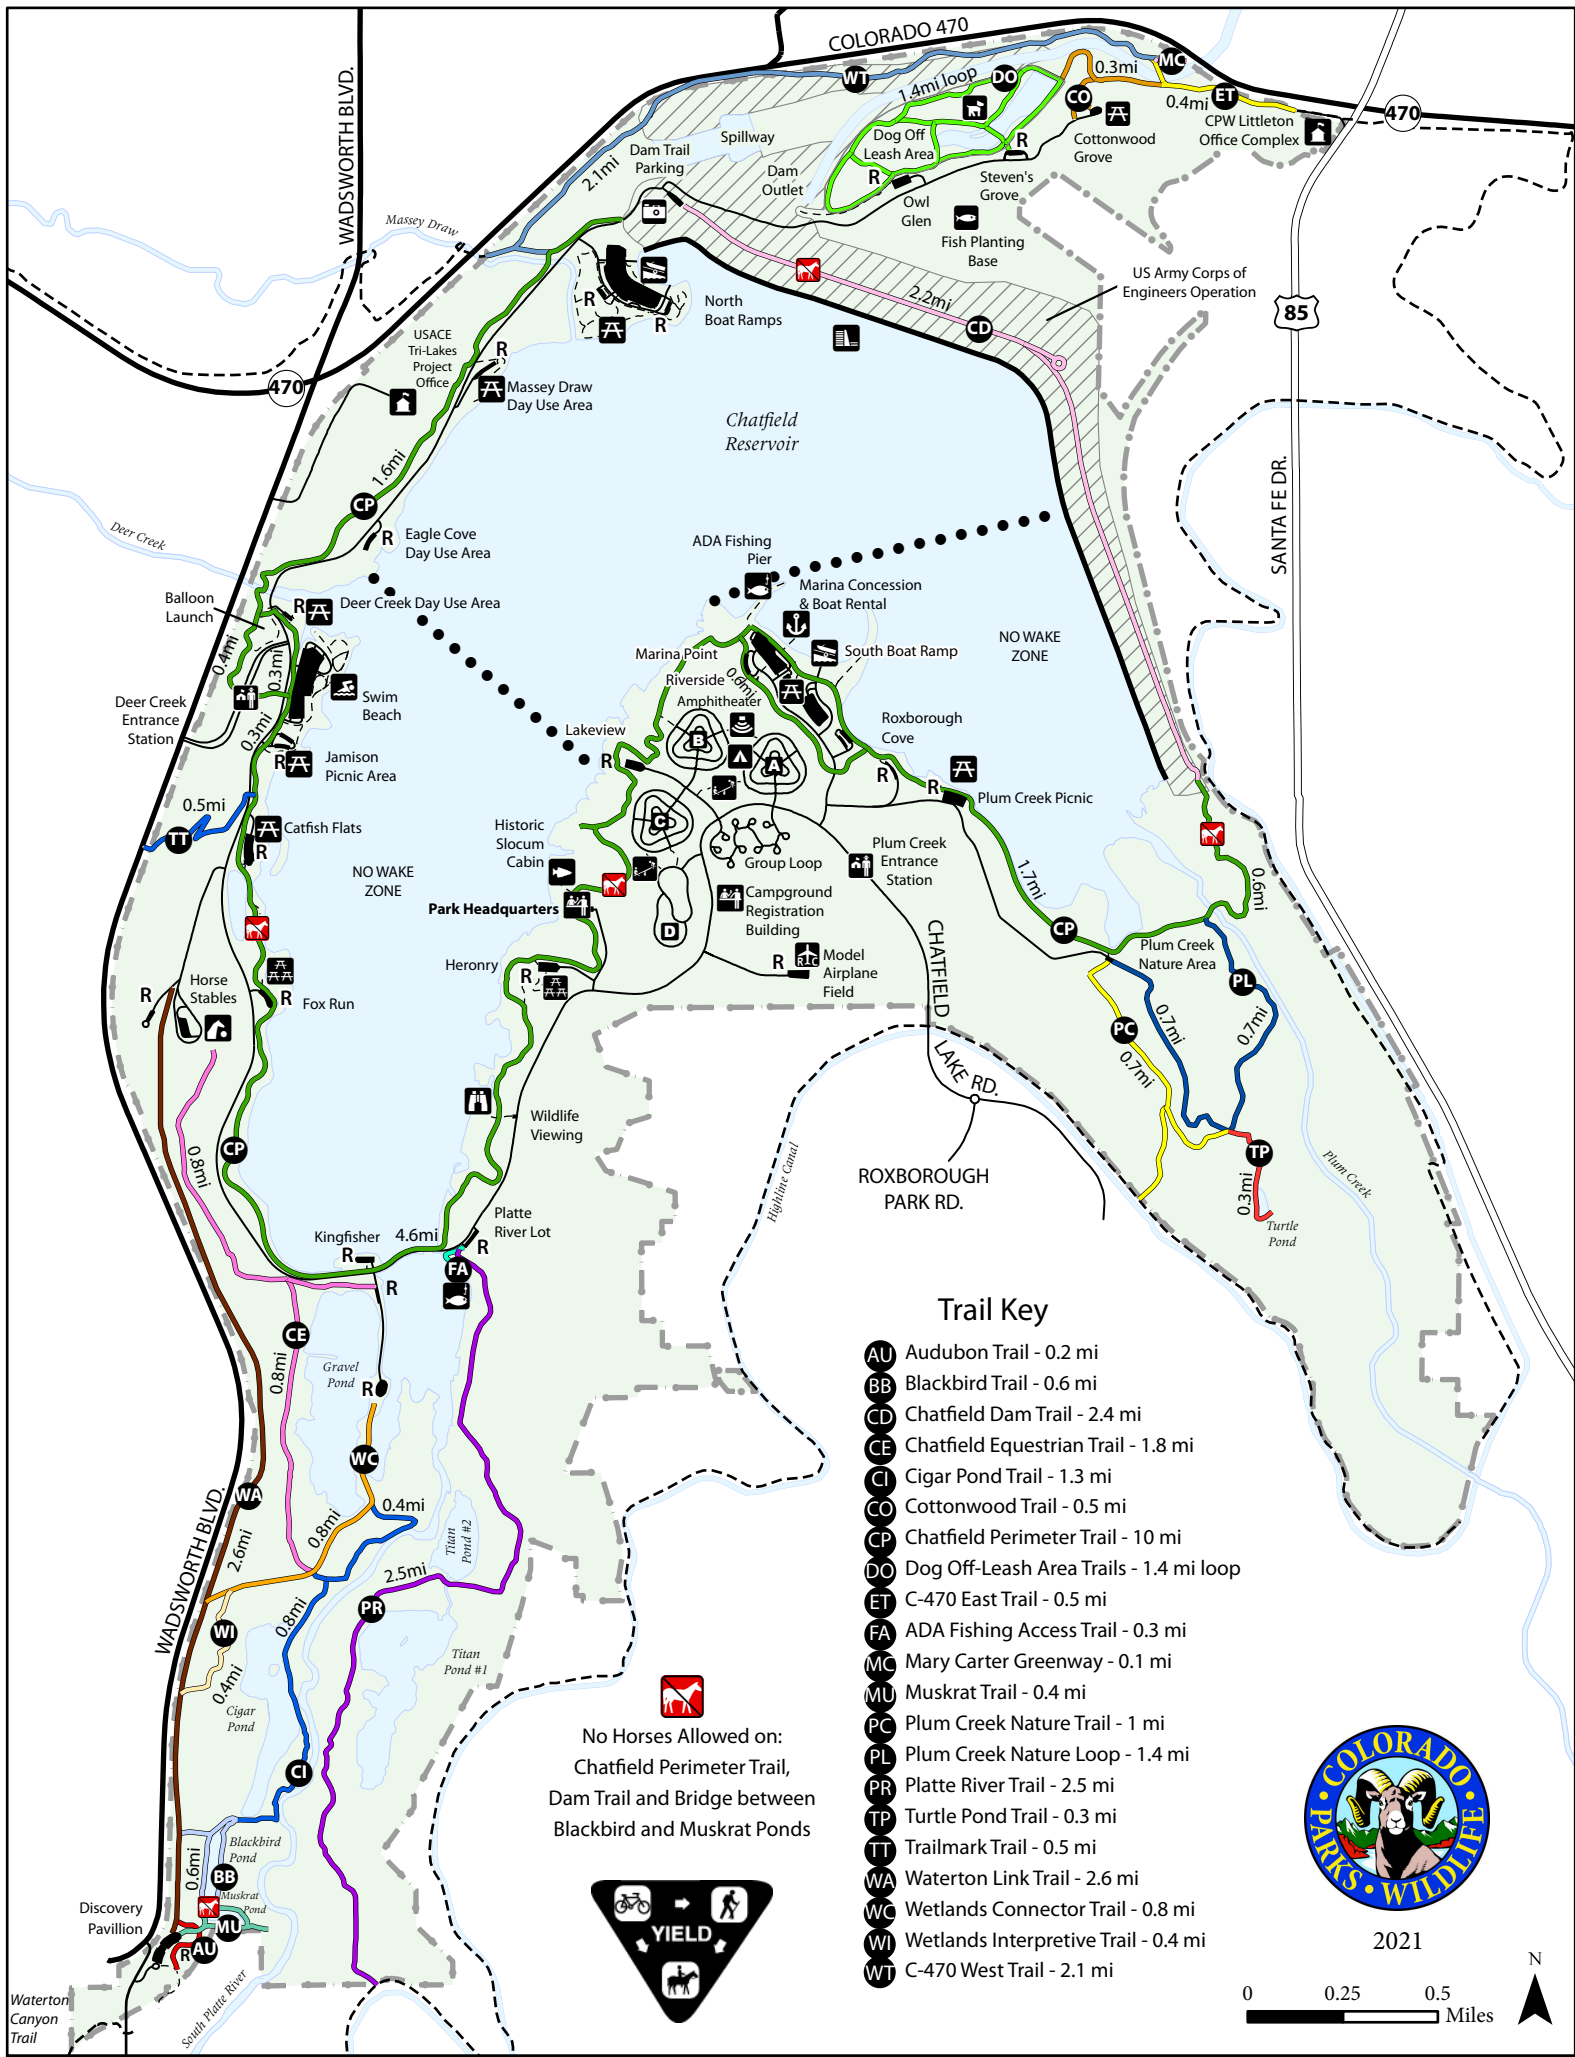 COLORADO 470
WADSWORTH BLVD.
WT
1.4mi loop
DO
MC
0.3mi
CO
0.4mi
ET
470
CPW Littleton
Office Complex
Cottonwood
Grove
Spillway
Dog Off
Leash Area
R
Steven's
Grove
Dam Trail
Parking
2.1mi
Dam
Outlet
R
Owl
Glen
Fish Planting
Base
Massey Draw
US Army Corps of
Engineers Operation
85
2.2mi
CD
R
R
North
Boat Ramps
USACE
Tri-Lakes
Project
Office
R
470
Massey Draw
Day Use Area
Chatfield
Reservoir
SANTA FE DR.
1.6mi
CP
Deer Creek
R
Eagle Cove
Day Use Area
ADA Fishing
Pier
Marina Concession
& Boat Rental
Balloon
Launch
R
Deer Creek Day Use Area
NO WAKE
ZONE
0.4mi
0.3mi
Marina Point
South Boat Ramp
Riverside
0.6mi
Amphitheater
Deer Creek
Entrance
Station
Swim
Beach
0.3mi
Lakeview
B
Roxborough
Cove
R
Jamison
Picnic Area
R
A
R
R
Plum Creek Picnic
0.5mi
TT
Catfish Flats
R
Historic
Slocum
Cabin
C
Group Loop
Plum Creek
Entrance
Station
NO WAKE
ZONE
1.7mi
0.9mi
Park Headquarters
Campground
Registration
Building
D
CHATFIELD
LAKE RD.
CP
Plum Creek
Nature Area
Heronry
R
R
R C
Model
Airplane
Field
PL
R
Horse
Stables
R
Fox Run
PC
0.7mi
0.7mi
0.7mi
Wildlife
Viewing
CP
0.8mi
Highline Canal
ROXBOROUGH
PARK RD.
TP
0.3mi
Plum Creek
Turtle
Pond
Kingfisher
R
4.6mi
Platte
River Lot
R
FA
R
CE
0.8mi
Gravel
Pond
R
WC
WA
0.4mi
0.8mi
Titan
Pond #2
WADSWORTH BLVD.
2.6mi
2.5mi
PR
0.8mi
WI
0.4mi
Titan
Pond #1
Cigar
Pond
CI
Blackbird
Pond
0.6mi
BB
Muskrat
Pond
Discovery
Pavillion
MU
R
AU
South Platte River
Waterton
Canyon
Trail
Trail Key
AU Audubon Trail - 0.2 mi
BB Blackbird Trail - 0.6 mi
CD Chatfield Dam Trail - 2.4 mi
CE Chatfield Equestrian Trail - 1.8 mi
CI Cigar Pond Trail - 1.3 mi
CO Cottonwood Trail - 0.5 mi
CP Chatfield Perimeter Trail - 10 mi
DO Dog Off-Leash Area Trails - 1.4 mi loop
ET C-470 East Trail - 0.5 mi
FA ADA Fishing Access Trail - 0.3 mi
MC Mary Carter Greenway - 0.1 mi
MU Muskrat Trail - 0.4 mi
PC Plum Creek Nature Trail - 1 mi
PL Plum Creek Nature Loop - 1.4 mi
PR Platte River Trail - 2.5 mi
TP Turtle Pond Trail - 0.3 mi
TT Trailmark Trail - 0.5 mi
WA Waterton Link Trail - 2.6 mi
WC Wetlands Connector Trail - 0.8 mi
WI Wetlands Interpretive Trail - 0.4 mi
WT C-470 West Trail - 2.1 mi
No Horses Allowed on:
Chatfield Perimeter Trail,
Dam Trail and Bridge between
Blackbird and Muskrat Ponds
YIELD
COLORADO
PARKS • WILDLIFE
2021
N
0 0.25 0.5
Miles